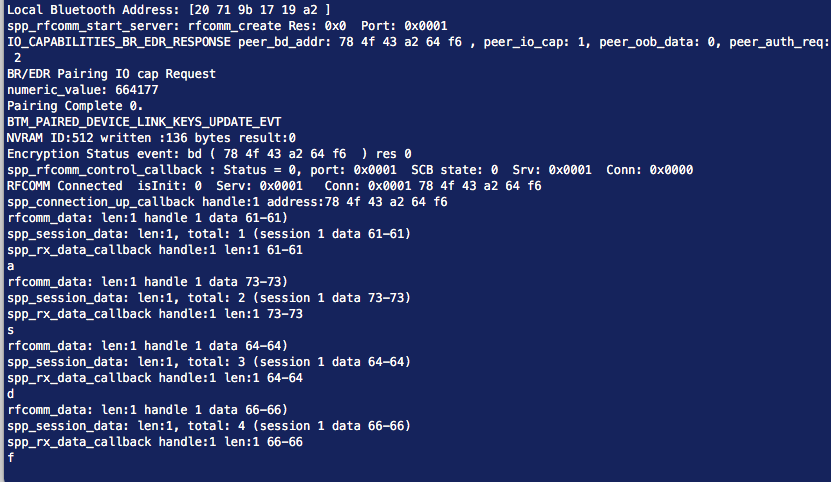 Local Bluetooth Address: [20 71 9b 17 19 a2 ]
spp_rfcomm_start_server: rfcomm_create Res: 0x0  Port: 0x0001
IO_CAPABILITIES_BR_EDR_RESPONSE peer_bd_addr: 78 4f 43 a2 64 f6 , peer_io_cap: 1, peer_oob_data: 0, peer_auth_req:
 2
BR/EDR Pairing IO cap Request
numeric_value: 664177
Pairing Complete 0.
BTM_PAIRED_DEVICE_LINK_KEYS_UPDATE_EVT
NVRAM ID:512 written :136 bytes result:0
Encryption Status event: bd ( 78 4f 43 a2 64 f6  ) res 0
spp_rfcomm_control_callback : Status = 0, port: 0x0001  SCB state: 0  Srv: 0x0001  Conn: 0x0000
RFCOMM Connected  isInit: 0  Serv: 0x0001   Conn: 0x0001 78 4f 43 a2 64 f6
spp_connection_up_callback handle:1 address:78 4f 43 a2 64 f6
rfcomm_data: len:1 handle 1 data 61-61)
spp_session_data: len:1, total: 1 (session 1 data 61-61)
spp_rx_data_callback handle:1 len:1 61-61
a
rfcomm_data: len:1 handle 1 data 73-73)
spp_session_data: len:1, total: 2 (session 1 data 73-73)
spp_rx_data_callback handle:1 len:1 73-73
s
rfcomm_data: len:1 handle 1 data 64-64)
spp_session_data: len:1, total: 3 (session 1 data 64-64)
spp_rx_data_callback handle:1 len:1 64-64
d
rfcomm_data: len:1 handle 1 data 66-66)
spp_session_data: len:1, total: 4 (session 1 data 66-66)
spp_rx_data_callback handle:1 len:1 66-66
f